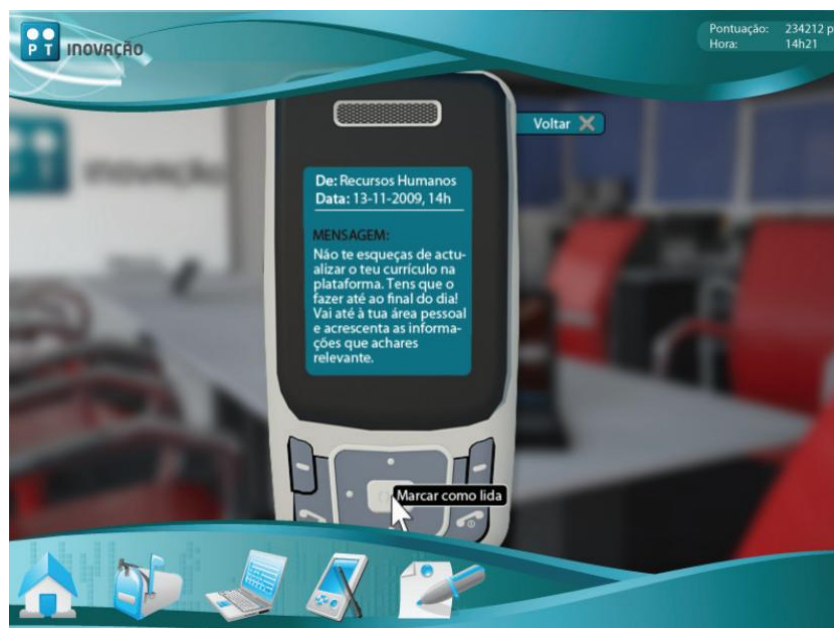 PT INOVAÇÃO
Pontuação: 234212 p
Hora: 14h21
Voltar
INOVAÇÃO
De: Recursos Humanos
Data: 13-11-2009, 14h
MENSAGEM:
Não te esqueças de actu-
alizar o teu currículo na
plataforma. Tens que o
fazer até ao final do dia!
Vai até à tua área pessoal
e acrescenta as informa-
ções que achares
relevante.
Marcar como lida